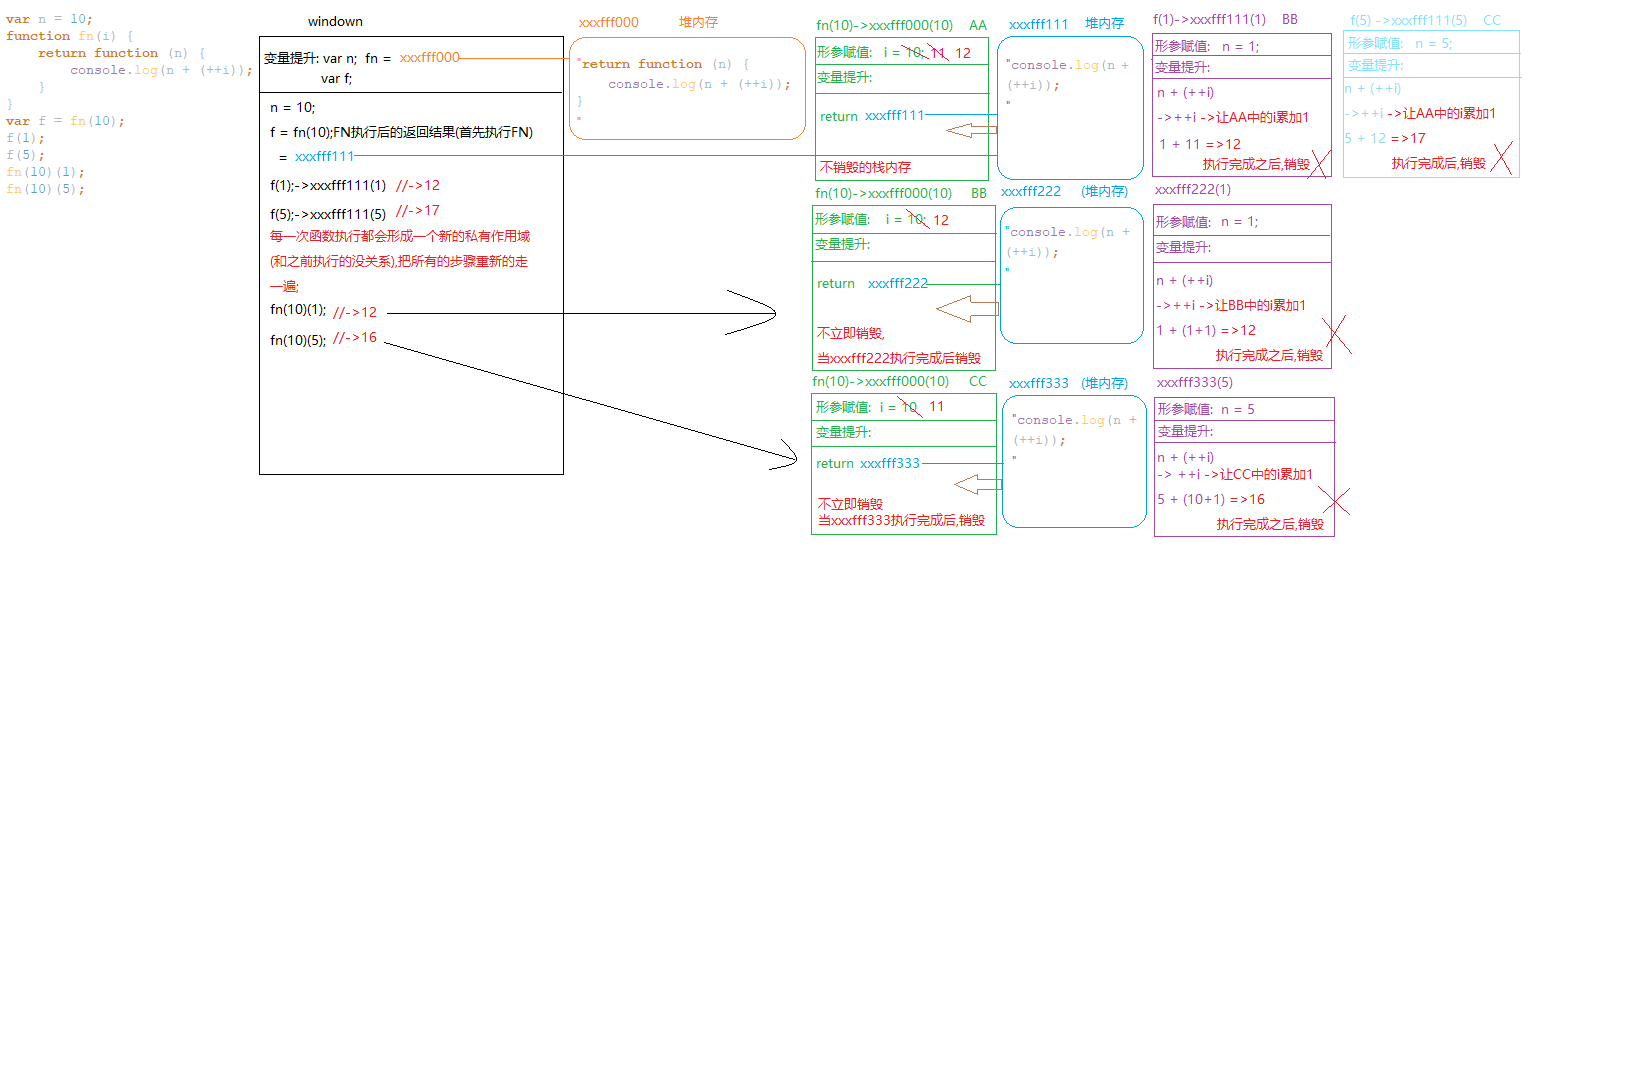 var n = 10;
function fn(i) {
return function (n) {
console.log(n + (++i));
}
}
var f = fn(10);
f(1);
f(5);
fn(10)(1);
fn(10)(5);
windown
变量提升: var n; fn = xxxfff000
var f;
n = 10;
f = fn(10);FN执行后的返回结果(首先执行FN)
= xxxfff111
f(1);->xxxfff111(1) //->12
f(5);->xxxfff111(5) //->17
每一次函数执行都会形成一个新的私有作用域
(和之前执行的没关系),把所有的步骤重新的走
一遍;
fn(10)(1); //->12
fn(10)(5); //->16
xxxfff000 堆内存
"return function (n) {
console.log(n + (++i));
}
"
fn(10)->xxxfff000(10) AA
形参赋值: i = 10; 11 12
变量提升:
return xxxfff111
不销毁的栈内存
xxxfff111 堆内存
"console.log(n +
(++i));
"
f(1)->xxxfff111(1) BB
形参赋值: n = 1;
变量提升:
n + (++i)
->++i ->让AA中的i累加1
1 + 11 =>12
执行完成之后,销毁
f(5) ->xxxfff111(5) CC
形参赋值: n = 5;
变量提升:
n + (++i)
->++i ->让AA中的i累加1
5 + 12 =>17
执行完成后,销毁
fn(10)->xxxfff000(10) BB
形参赋值: i = 10; 12
变量提升:
return xxxfff222
不立即销毁,
当xxxfff222执行完成后销毁
xxxfff222 (堆内存)
"console.log(n +
(++i));
"
xxxfff222(1)
形参赋值: n = 1;
变量提升:
n + (++i)
->++i ->让BB中的i累加1
1 + (1+1) =>12
执行完成之后,销毁
fn(10)->xxxfff000(10) CC
形参赋值: i = 10 11
变量提升:
return xxxfff333
不立即销毁
当xxxfff333执行完成后,销毁
xxxfff333 (堆内存)
"console.log(n +
(++i));
"
xxxfff333(5)
形参赋值: n = 5
变量提升:
n + (++i)
-> ++i ->让CC中的i累加1
5 + (10+1) =>16
执行完成之后,销毁